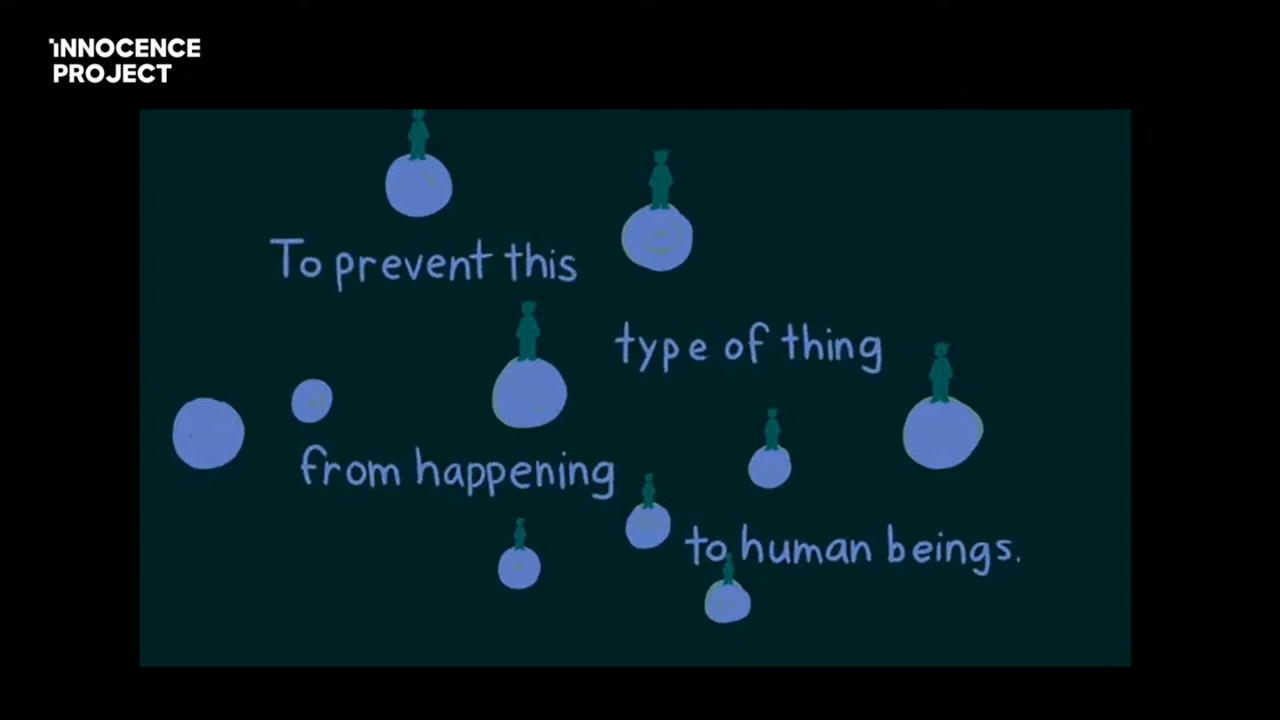 INNOCENCE
PROJECT
To prevent this
type of thing
from happening
to human beings.